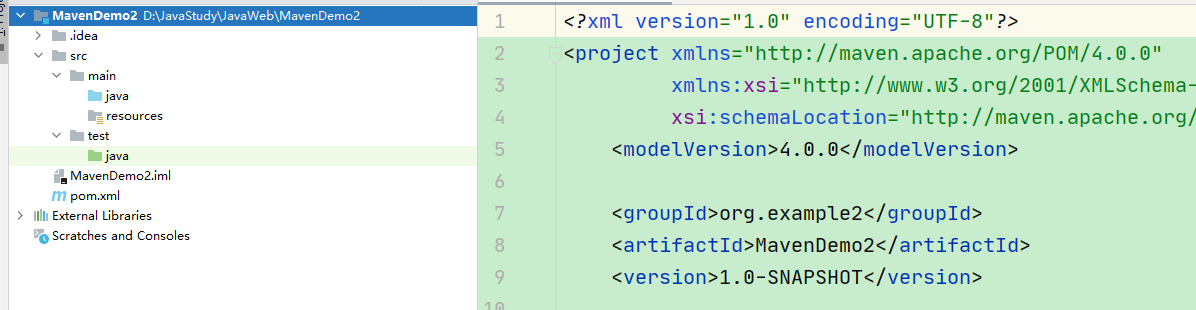 MavenDemo2 D:\JavaStudy\JavaWeb\MavenDemo2
.idea
src
main
java
resources
test
java
MavenDemo2.iml
pom.xml
External Libraries
Scratches and Consoles
1 <?xml version="1.0" encoding="UTF-8"?>
2 <project xmlns="http://maven.apache.org/POM/4.0.0"
3 xmlns:xsi="http://www.w3.org/2001/XMLSchema-
4 xsi:schemaLocation="http://maven.apache.org/
5 <modelVersion>4.0.0</modelVersion>
6
7 <groupId>org.example2</groupId>
8 <artifactId>MavenDemo2</artifactId>
9 <version>1.0-SNAPSHOT</version>
10